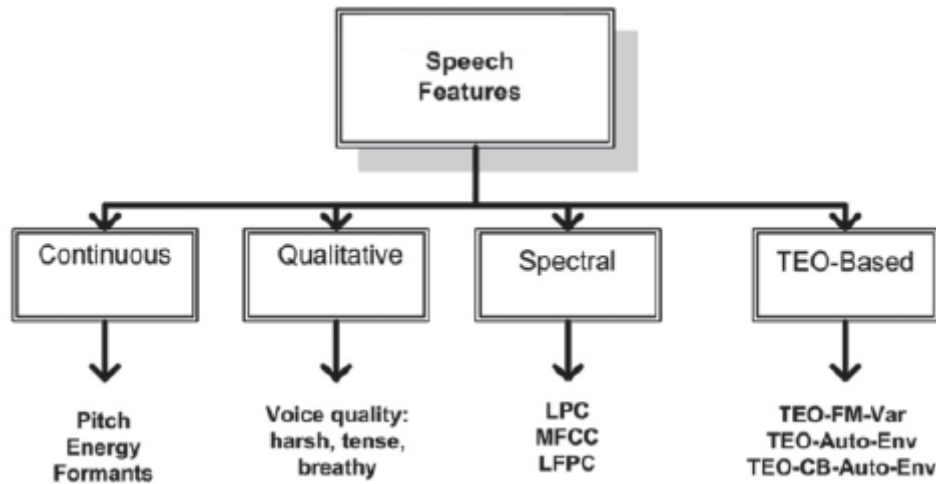 Speech
Features
Continuous
Qualitative
Spectral
TEO-Based
Pitch
Energy
Formants
Voice quality:
harsh, tense,
breathy
LPC
MFCC
LFPC
TEO-FM-Var
TEO-Auto-Env
TEO-CB-Auto-Env